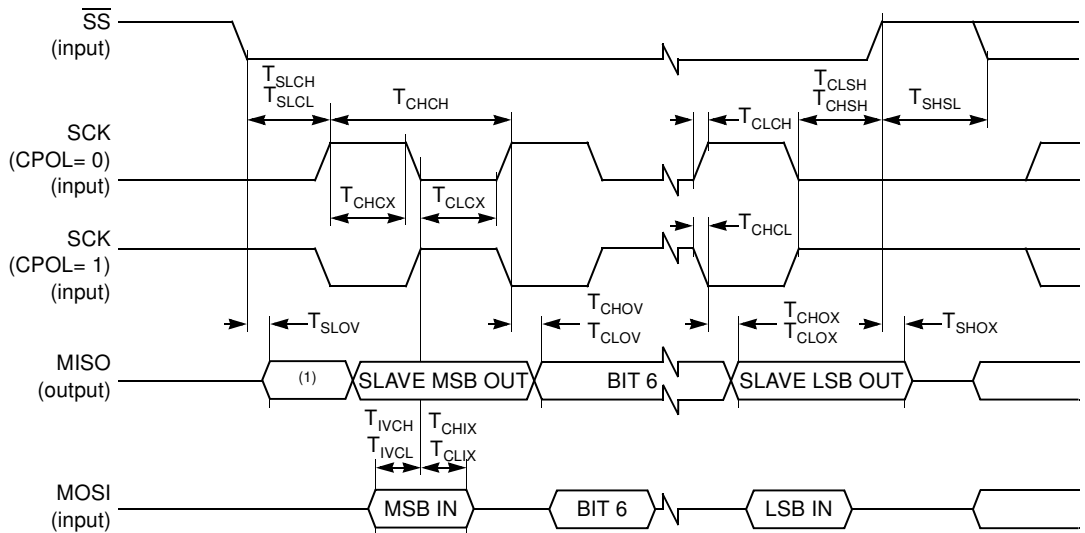 SS
(input)
TSLCH
TSLCL
TCHCH
TCLCH
TCLSH
TCHSH
TSHSL
SCK
(CPOL= 0)
(input)
TCHCX
TCLCX
SCK
(CPOL= 1)
(input)
TCHCL
TSLOV
TCHOV
TCLOV
TCHOX
TCLOX
TSHOX
MISO
(output)
(1)
SLAVE MSB OUT
BIT 6
SLAVE LSB OUT
TIVCH
TIVCL
TCHIX
TCLIX
MOSI
(input)
MSB IN
BIT 6
LSB IN